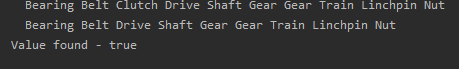 Bearing Belt Clutch Drive Shaft Gear Gear Train Linchpin Nut
Bearing Belt Drive Shaft Gear Gear Train Linchpin Nut
Value found - true